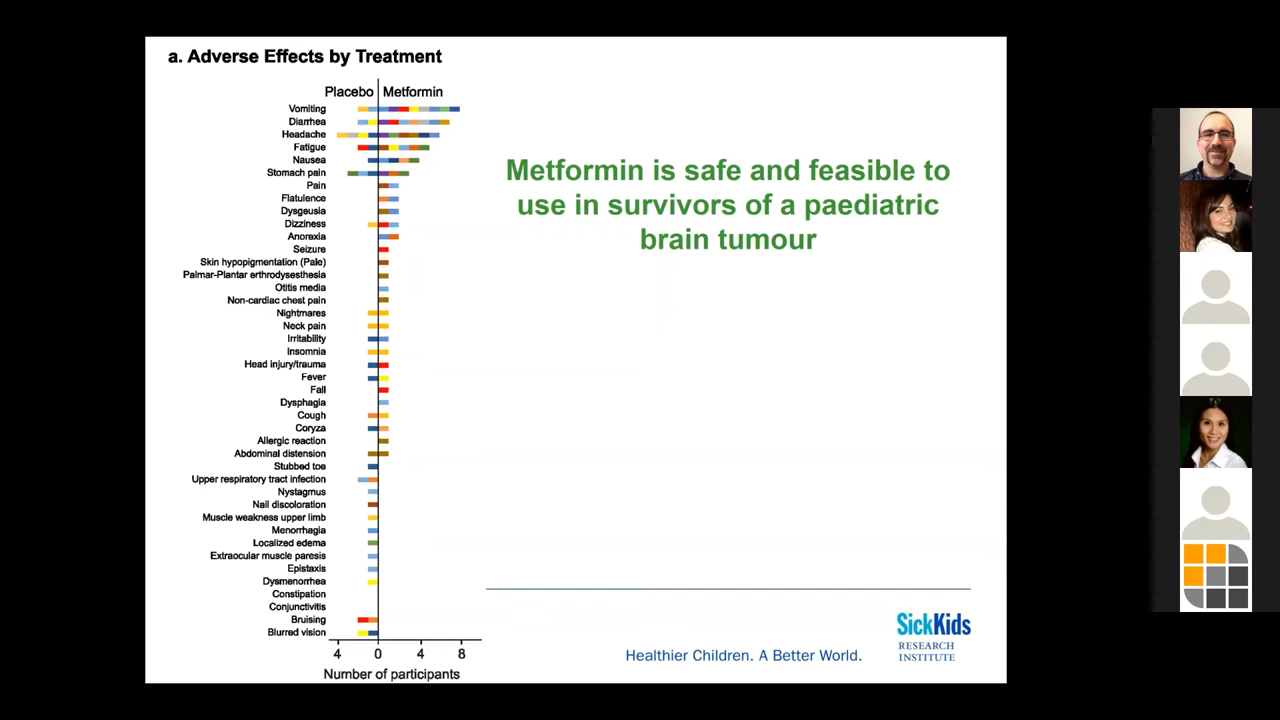 a. Adverse Effects by Treatment
Placebo Metformin
Vomiting
Diarrhea
Headache
Fatigue
Nausea
Stomach pain
Pain
Flatulence
Dysgeusia
Dizziness
Anorexia
Seizure
Skin hypopigmentation (Pale)
Palmar-Plantar erthrodysesthesia
Otitis media
Non-cardiac chest pain
Nightmares
Neck pain
Irritability
Insomnia
Head injury/trauma
Fever
Fall
Dysphagia
Cough
Coryza
Allergic reaction
Abdominal distension
Stubbed toe
Upper respiratory tract infection
Nystagmus
Nail discoloration
Muscle weakness upper limb
Menorrhagia
Localized edema
Extraocular muscle paresis
Epistaxis
Dysmenorrhea
Constipation
Conjunctivitis
Bruising
Blurred vision
4 0 4 8
Number of participants
Metformin is safe and feasible to
use in survivors of a paediatric
brain tumour
Healthier Children. A Better World.
SickKids
RESEARCH
INSTITUTE